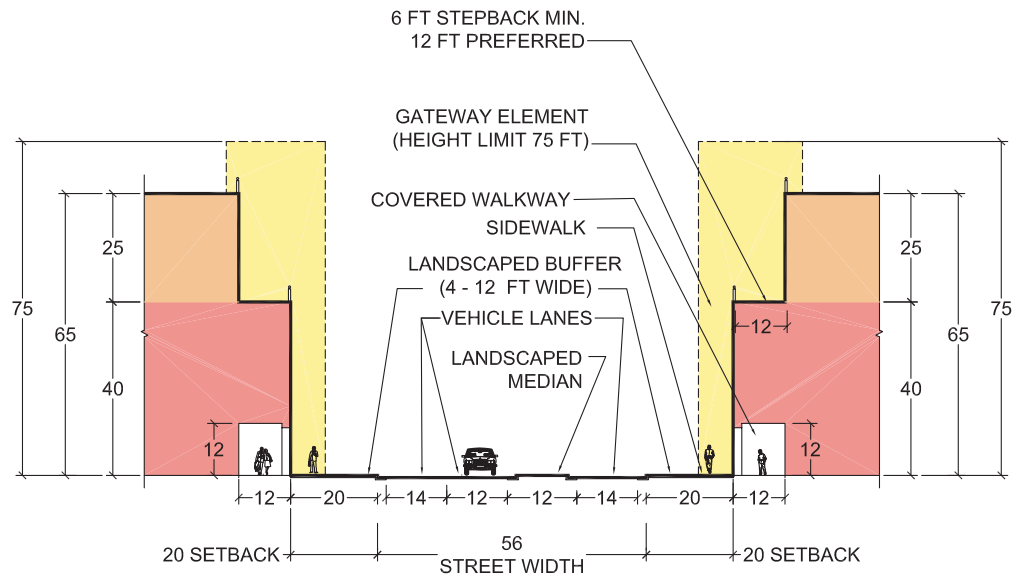 6 FT STEPBACK MIN.
12 FT PREFERRED
GATEWAY ELEMENT
(HEIGHT LIMIT 75 FT)
COVERED WALKWAY
SIDEWALK
LANDSCAPED BUFFER
(4 - 12 FT WIDE)
VEHICLE LANES
LANDSCAPED
MEDIAN
25
75
65
40
12
12
25
75
65
40
12
12 20 14 12 12 14 20 12
20 SETBACK
56
STREET WIDTH
20 SETBACK